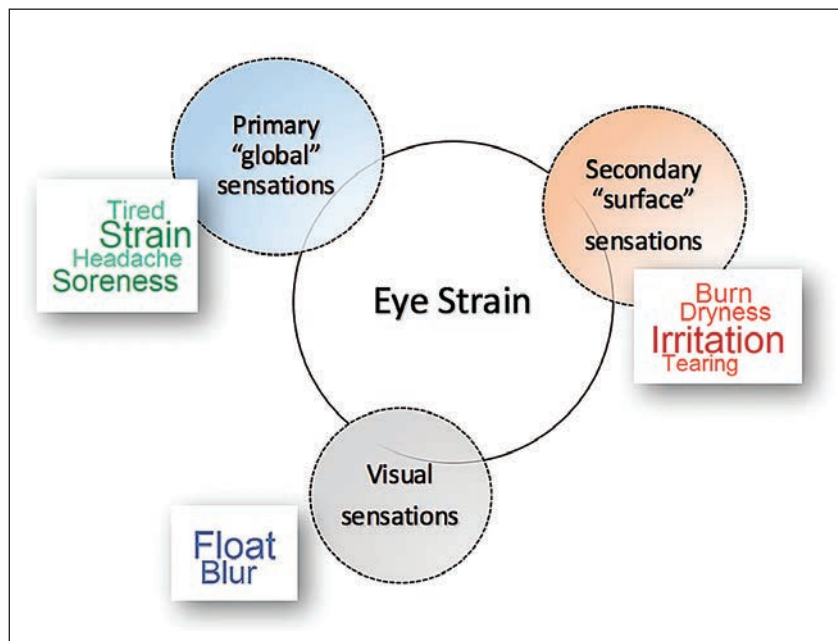 Primary
“global”
sensations
Tired
Strain
Headache
Soreness
Secondary
“surface”
sensations
Burn
Dryness
Irritation
Tearing
Eye Strain
Visual
sensations
Float
Blur